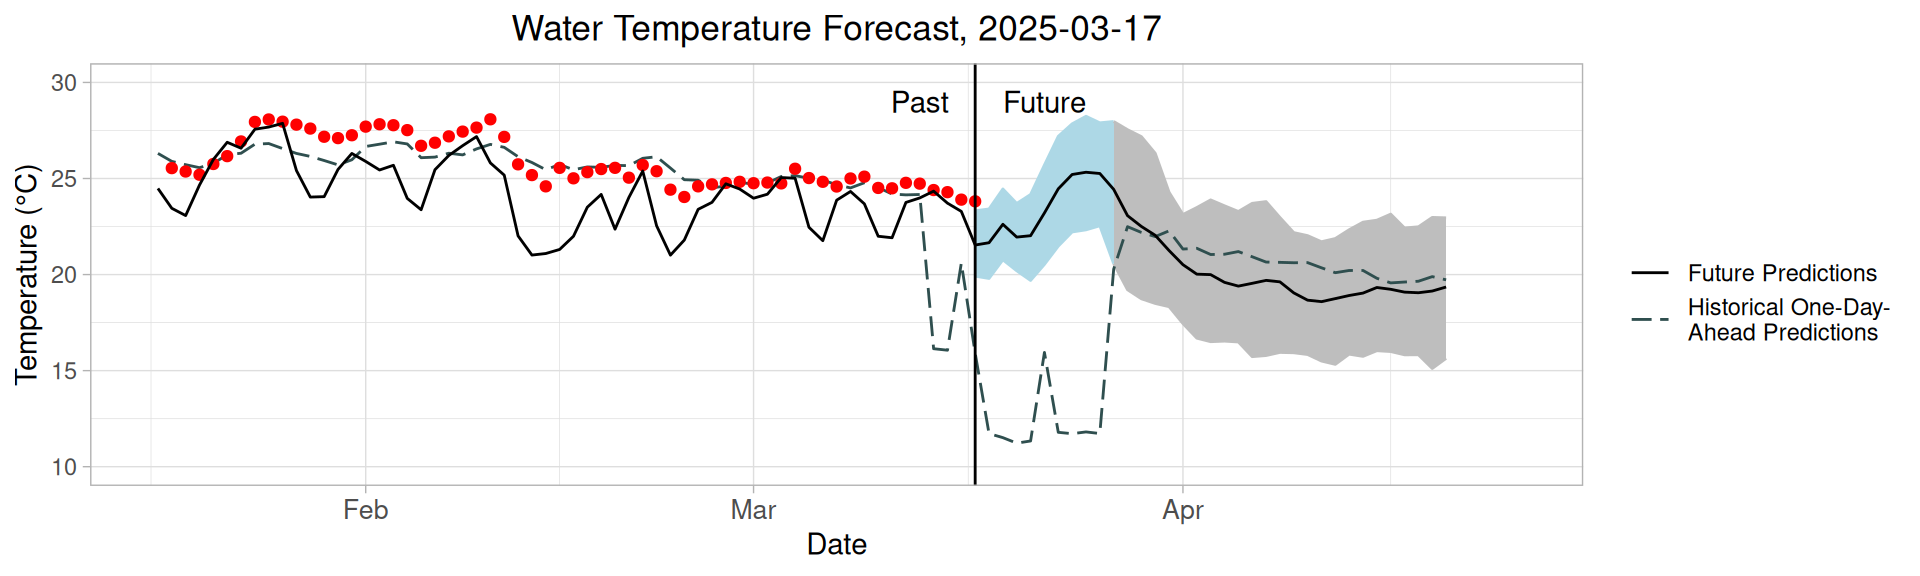 Water Temperature Forecast, 2025-03-17
30
25
20
15
10
Temperature (°C)
Past
Future
Feb
Mar
Apr
Date
Future Predictions
Historical One-Day-
Ahead Predictions